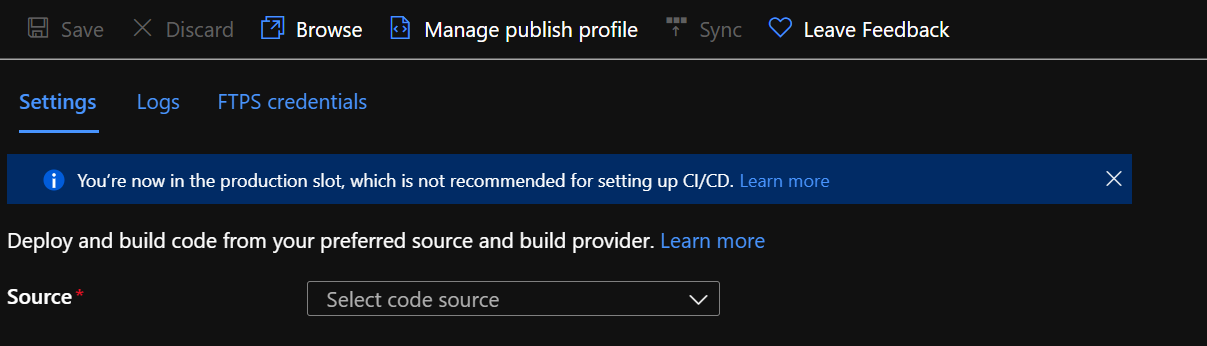 Save Discard Browse Manage publish profile Sync Leave Feedback
Settings Logs FTPS credentials
You’re now in the production slot, which is not recommended for setting up CI/CD. Learn more
Deploy and build code from your preferred source and build provider. Learn more
Source* Select code source